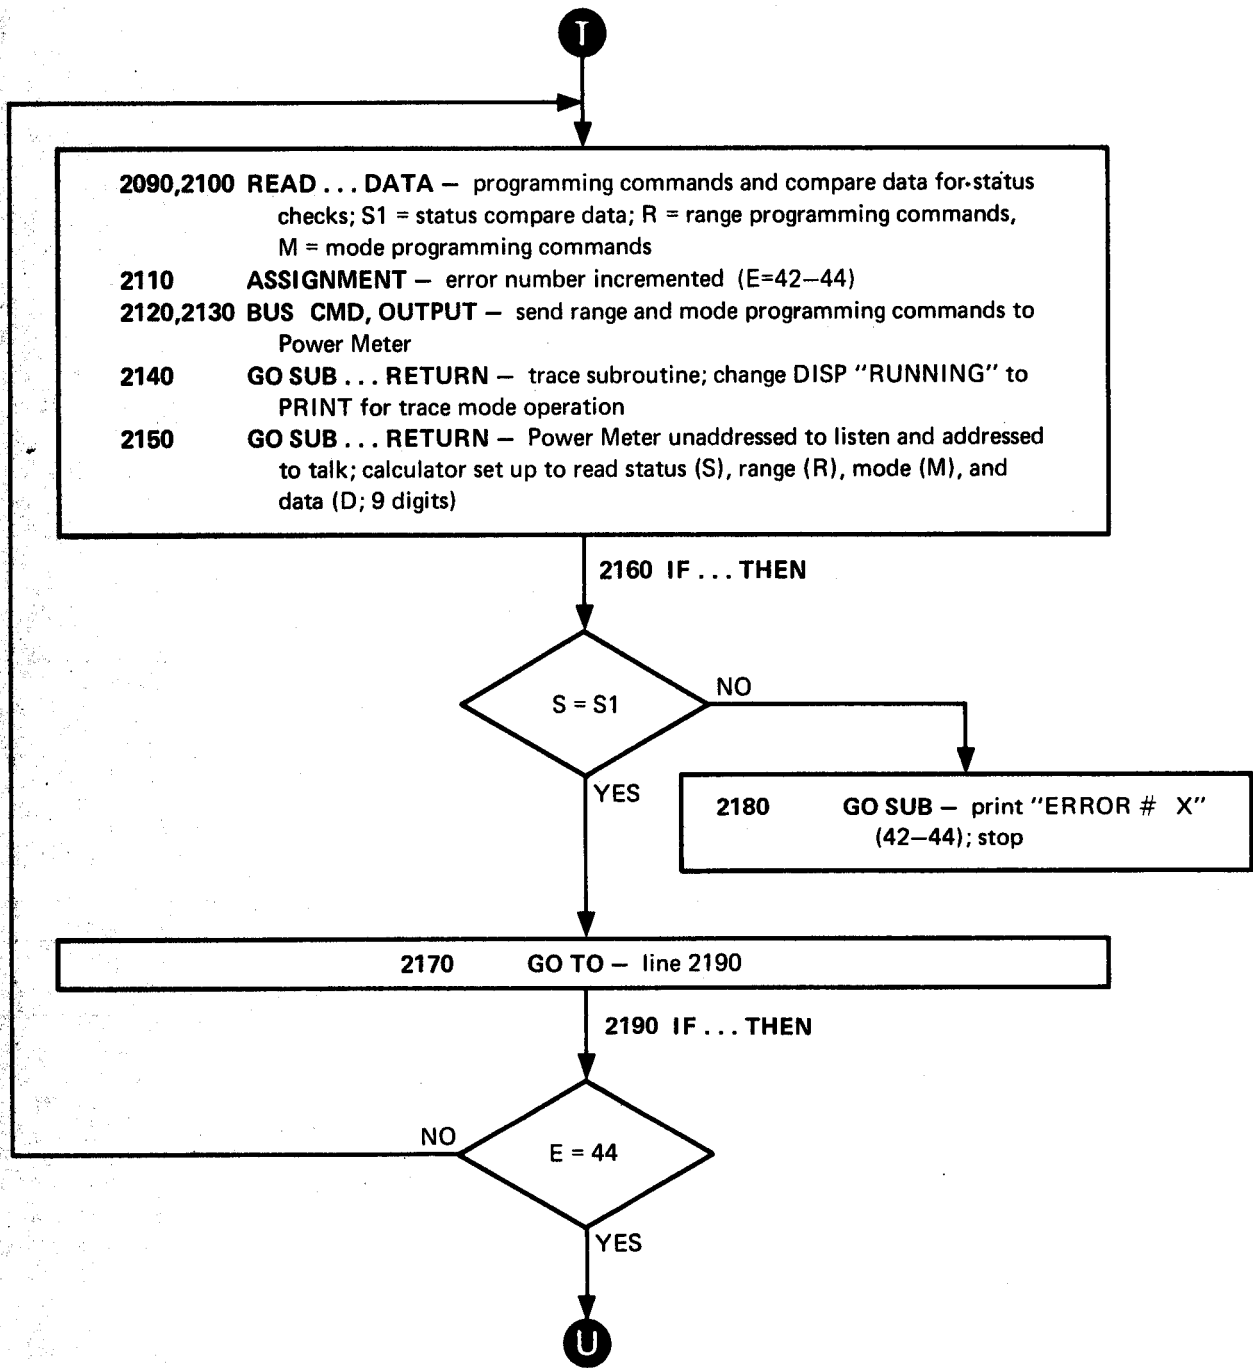 T
2090,2100 READ ... DATA — programming commands and compare data for status
checks; S1 = status compare data; R = range programming commands,
M = mode programming commands
2110 ASSIGNMENT — error number incremented (E=42—44)
2120,2130 BUS CMD, OUTPUT — send range and mode programming commands to
Power Meter
2140 GO SUB ... RETURN — trace subroutine; change DISP "RUNNING" to
PRINT for trace mode operation
2150 GO SUB ... RETURN — Power Meter unaddressed to listen and addressed
to talk; calculator set up to read status (S), range (R), mode (M), and
data (D; 9 digits)
2160 IF ... THEN
S = S1
NO
YES
2180 GO SUB — print "ERROR # X"
(42—44); stop
2170 GO TO — line 2190
2190 IF ... THEN
NO
E = 44
YES
U